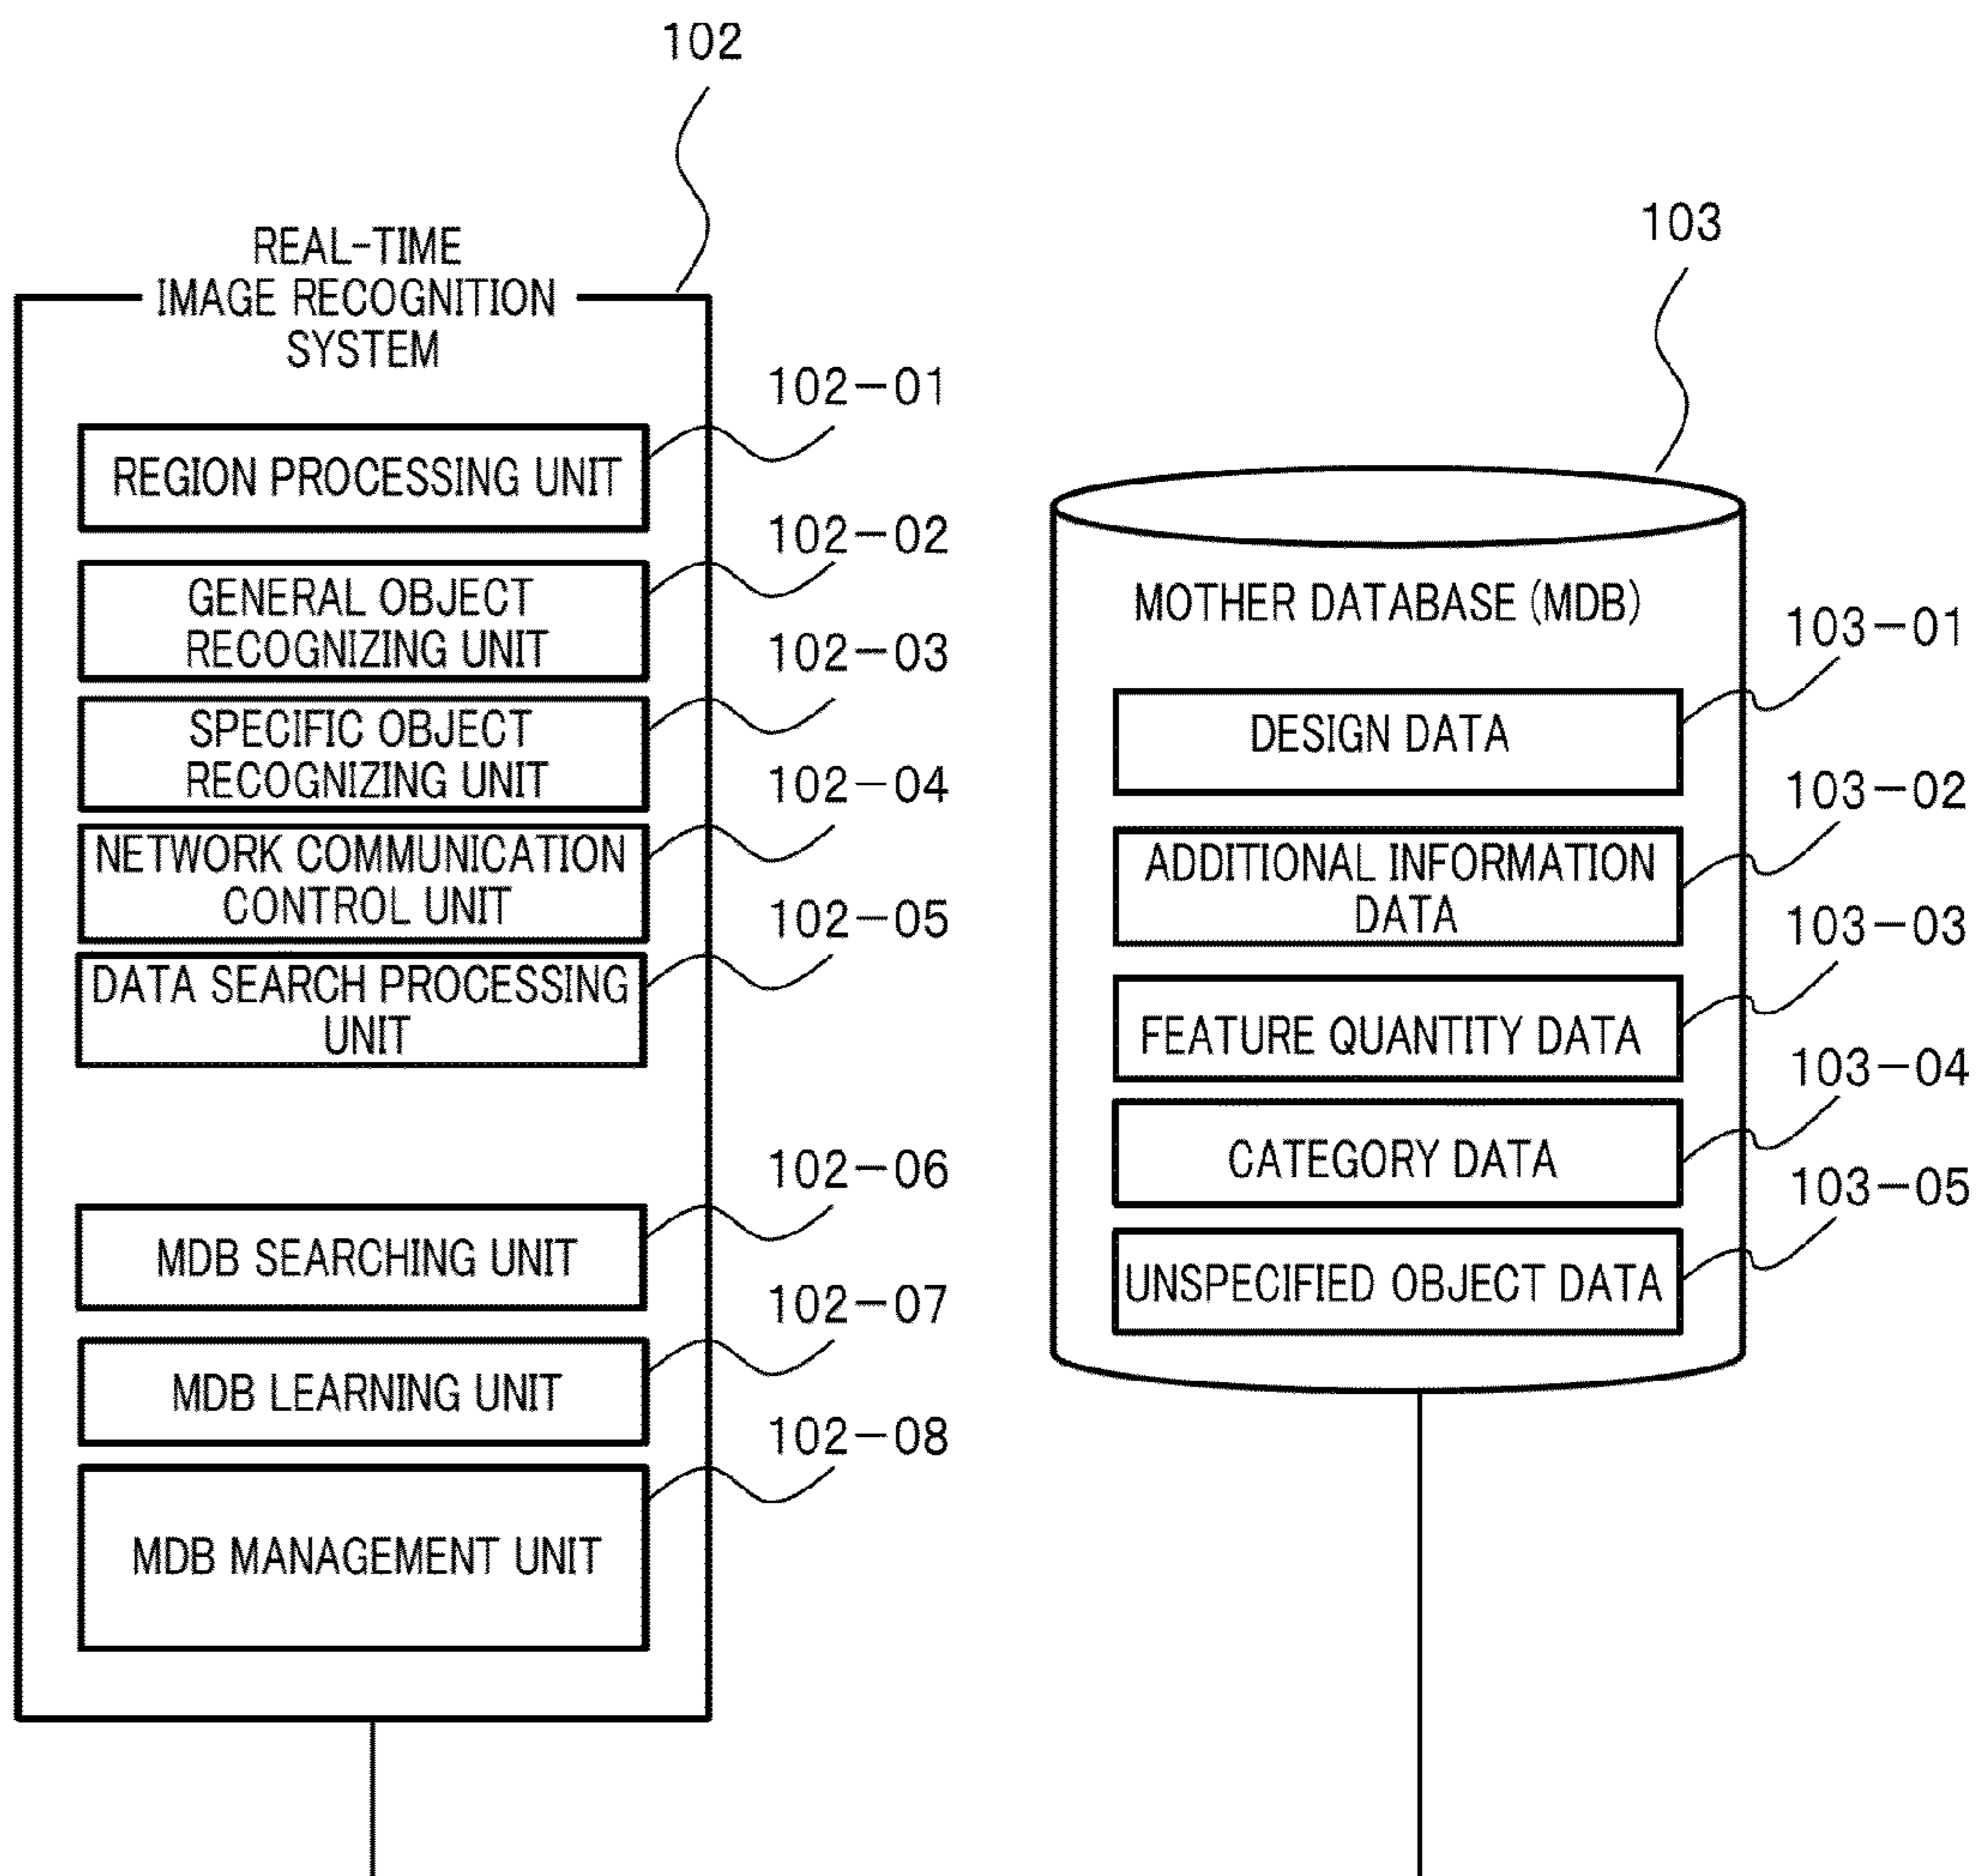 102
REAL-TIME
IMAGE RECOGNITION
SYSTEM
102-01
REGION PROCESSING UNIT
102-02
GENERAL OBJECT
RECOGNIZING UNIT
102-03
SPECIFIC OBJECT
RECOGNIZING UNIT
102-04
NETWORK COMMUNICATION
CONTROL UNIT
102-05
DATA SEARCH PROCESSING
UNIT
102-06
MDB SEARCHING UNIT
102-07
MDB LEARNING UNIT
102-08
MDB MANAGEMENT UNIT
103
MOTHER DATABASE (MDB)
103-01
DESIGN DATA
103-02
ADDITIONAL INFORMATION
DATA
103-03
FEATURE QUANTITY DATA
103-04
CATEGORY DATA
103-05
UNSPECIFIED OBJECT DATA